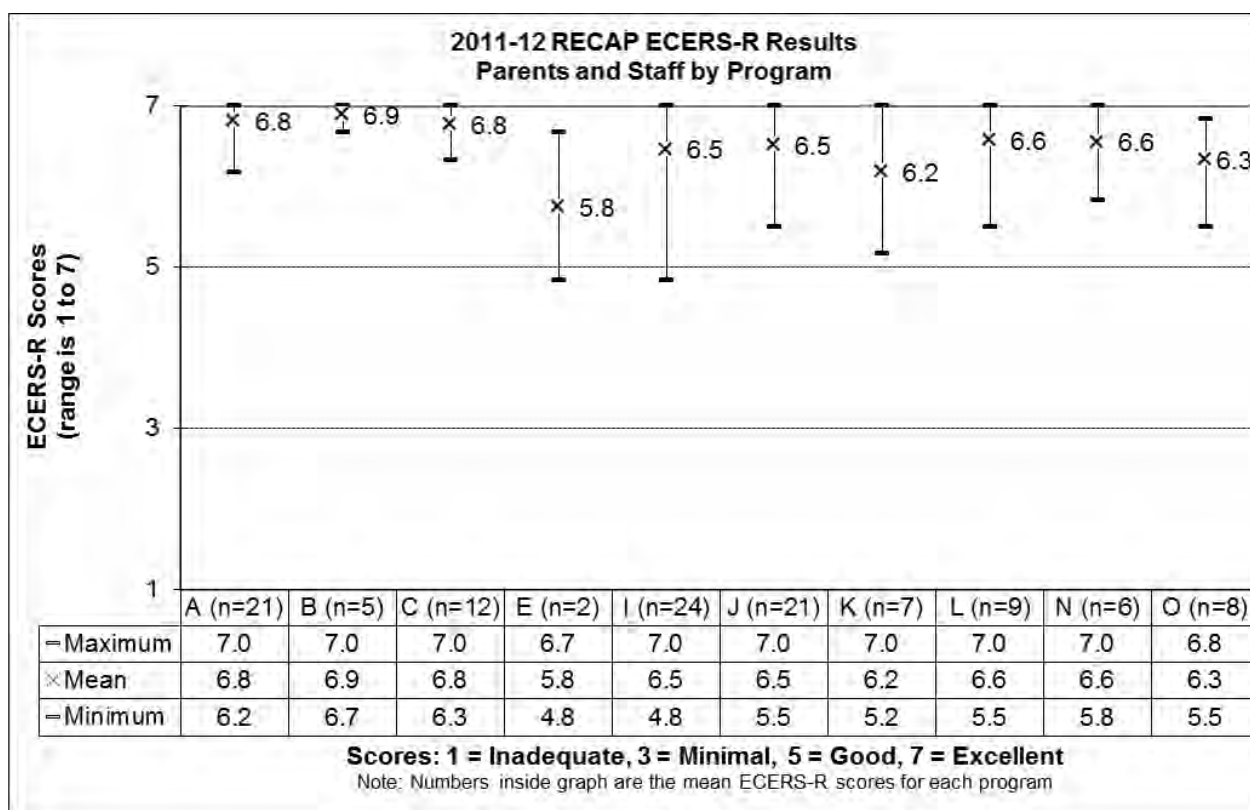 2011-12 RECAP ECERS-R Results
Parents and Staff by Program
ECERS-R Scores
(range is 1 to 7)
7
5
3
1
6.8
6.9
6.8
5.8
6.5
6.5
6.2
6.6
6.6
6.3
A (n=21) B (n=5) C (n=12) E (n=2) I (n=24) J (n=21) K (n=7) L (n=9) N (n=6) O (n=8)
Maximum 7.0 7.0 7.0 6.7 7.0 7.0 7.0 7.0 7.0 6.8
Mean 6.8 6.9 6.8 5.8 6.5 6.5 6.2 6.6 6.6 6.3
Minimum 6.2 6.7 6.3 4.8 4.8 5.5 5.2 5.5 5.8 5.5
Scores: 1 = Inadequate, 3 = Minimal, 5 = Good, 7 = Excellent
Note: Numbers inside graph are the mean ECERS-R scores for each program